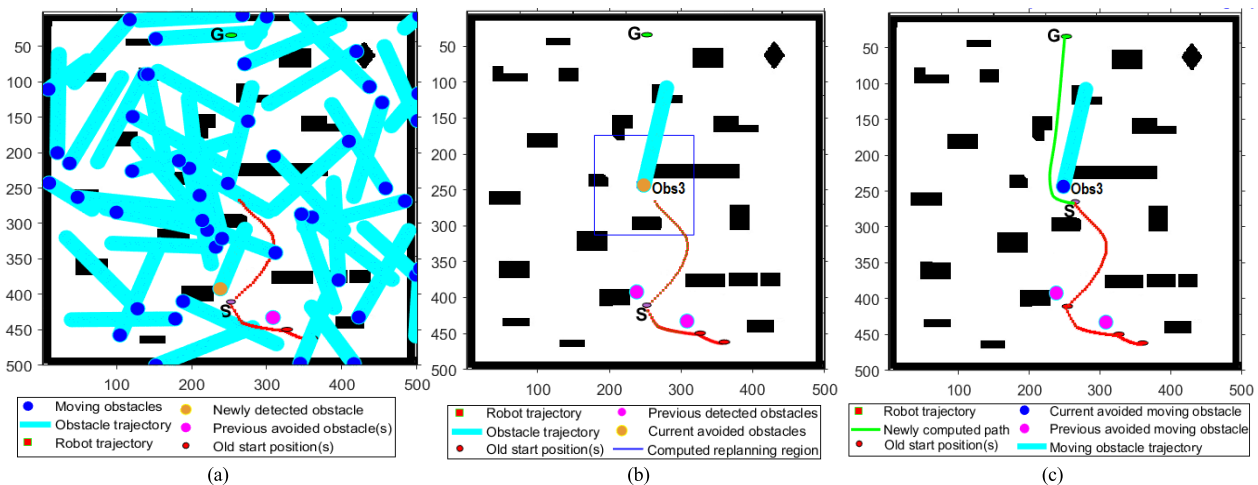 G
S
50
100
150
200
250
300
350
400
450
500
100
200
300
400
500
Moving obstacles
Obstacle trajectory
Robot trajectory
Newly detected obstacle
Previous avoided obstacle(s)
Old start position(s)
(a)
G
Obs3
S
50
100
150
200
250
300
350
400
450
500
100
200
300
400
500
Robot trajectory
Obstacle trajectory
Old start position(s)
Previous detected obstacles
Current avoided obstacles
Computed replanning region
(b)
G
Obs3
S
50
100
150
200
250
300
350
400
450
500
100
200
300
400
500
Robot trajectory
Newly computed path
Old start position(s)
Current avoided moving obstacle
Previous avoided moving obstacle
Moving obstacle trajectory
(c)